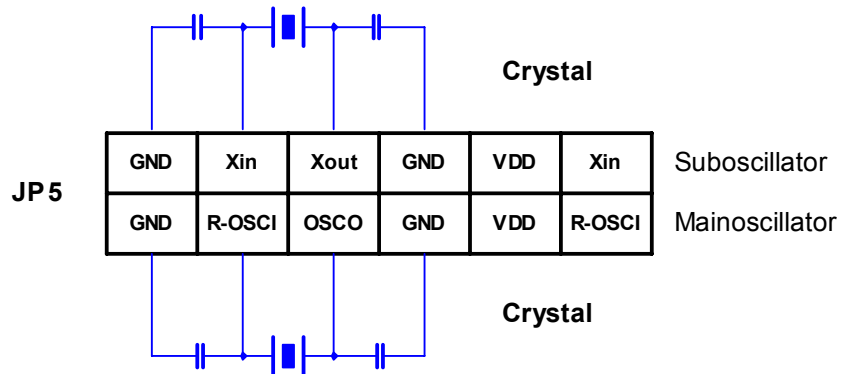 Crystal
GND Xin Xout GND VDD Xin Suboscillator
JP5
GND R-OSCI OSCO GND VDD R-OSCI Mainoscillator
Crystal